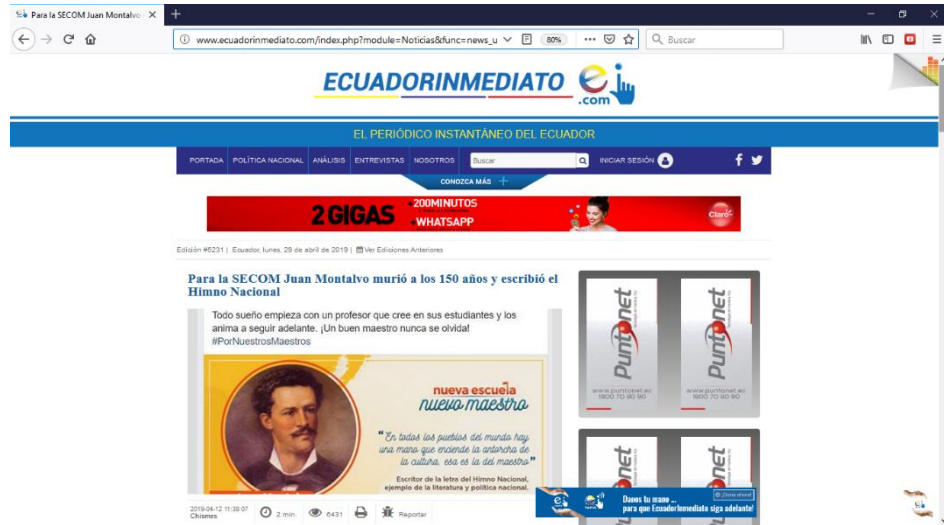 Para la SECOM Juan Montalvo
www.ecuadorinmediato.com/index.php?module=Noticias&func=news_u
80%
Buscar
ECUADORINMEDIATO
.com
EL PERIÓDICO INSTANTÁNEO DEL ECUADOR
PORTADA POLÍTICA NACIONAL ANÁLISIS ENTREVISTAS NOSOTROS Buscar INICIAR SESIÓN
CONOZCA MÁS
2 GIGAS
+200MINUTOS
+WHATSAPP
Claro
Edición #5231 | Ecuador, lunes, 29 de abril de 2019 | Ver Ediciones Anteriores
Para la SECOM Juan Montalvo murió a los 150 años y escribió el
Himno Nacional
Todo sueño empieza con un profesor que cree en sus estudiantes y los
anima a seguir adelante. ¡Un buen maestro nunca se olvida!
#PorNuestrosMaestros
nueva escuela
nuevo maestro
"En todos los pueblos del mundo hay
una mano que enciende la antorcha de
la cultura, esa es la del maestro"
Escritor de la letra del Himno Nacional,
ejemplo de la literatura y política nacional.
2019-04-12 11:38:07
Chismes
2 min.
6431
Reportar
Puntonet
www.puntonet.ec
1800 70 80 90
Puntonet
www.puntonet.ec
1800 70 80 90
Puntonet
Puntonet
Danos tu mano ...
para que EcuadorInmediato siga adelante!
¡Dona ahora!